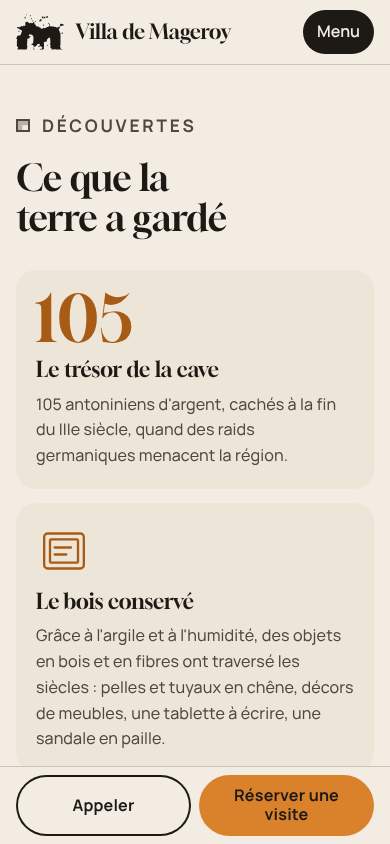 Villa de Mageroy
Menu
DÉCOUVERTES
Ce que la
terre a gardé
105
Le trésor de la cave
105 antoniniens d'argent, cachés à la fin
du IIIe siècle, quand des raids
germaniques menacent la région.
Le bois conservé
Grâce à l'argile et à l'humidité, des objets
en bois et en fibres ont traversé les
siècles : pelles et tuyaux en chêne, décors
de meubles, une tablette à écrire, une
sandale en paille.
Appeler
Réserver une
visite